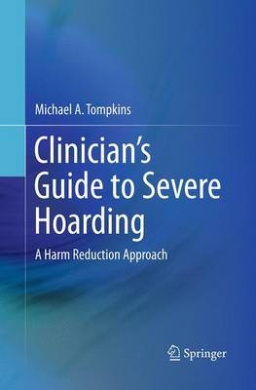 Michael A. Tompkins
Clinician's
Guide to Severe
Hoarding
A Harm Reduction Approach
Springer